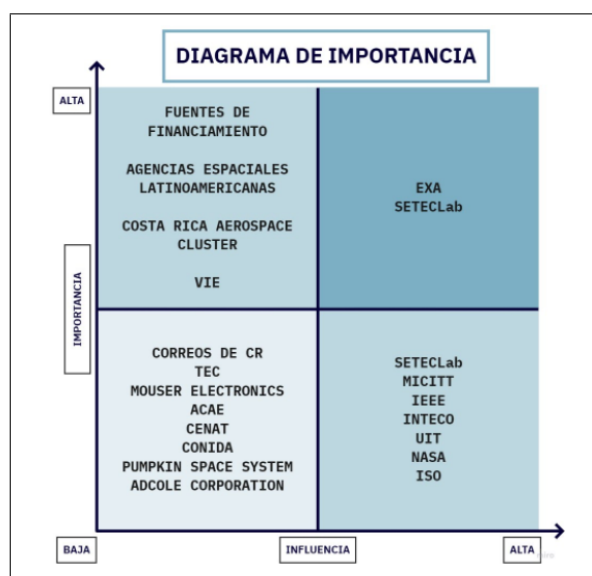 DIAGRAMA DE IMPORTANCIA
ALTA
FUENTES DE
FINANCIAMIENTO
AGENCIAS ESPACIALES
LATINOAMERICANAS
COSTA RICA AEROSPACE
CLUSTER
VIE
EXA
SETECLab
IMPORTANCIA
CORREOS DE CR
TEC
MOUSER ELECTRONICS
ACAE
CENAT
CONIDA
PUMPKIN SPACE SYSTEM
ADCOLE CORPORATION
SETECLab
MICITT
IEEE
INTECO
UIT
NASA
ISO
BAJA
INFLUENCIA
ALTA